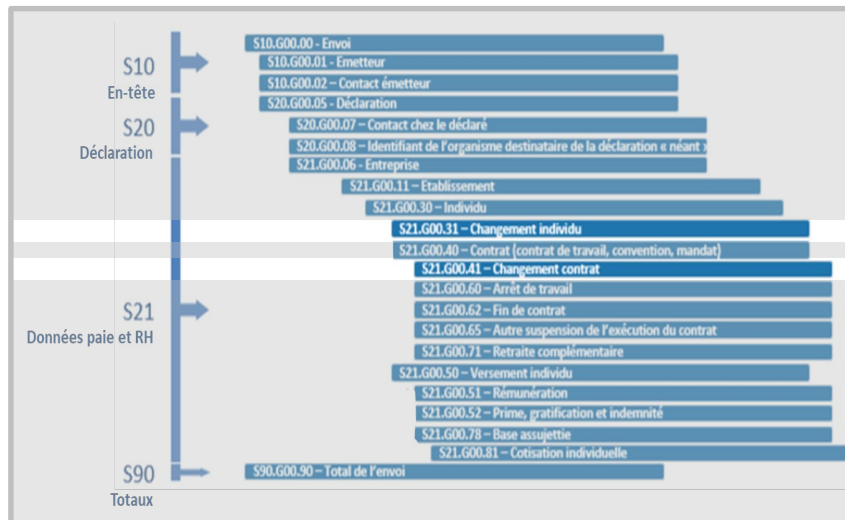 S10.G00.00 - Envoi
S10.G00.01 - Emetteur
S10
S10.G00.02 – Contact émetteur
En-tête
S20.G00.05 - Déclaration
S20
S20.G00.07 – Contact chez le déclaré
Déclaration
S20.G00.08 – Identifiant de l'organisme destinataire de la déclaration « néant »
S21.G00.06 - Entreprise
S21.G00.11 – Etablissement
S21.G00.30 – Individu
S21.G00.31 – Changement individu
S21.G00.40 – Contrat (contrat de travail, convention, mandat)
S21.G00.41 – Changement contrat
S21.G00.60 – Arrêt de travail
S21
S21.G00.62 – Fin de contrat
Données paie et RH
S21.G00.65 – Autre suspension de l'exécution du contrat
S21.G00.71 – Retraite complémentaire
S21.G00.50 – Versement individu
S21.G00.51 – Rémunération
S21.G00.52 – Prime, gratification et indemnité
S21.G00.78 – Base assujettie
S21.G00.81 – Cotisation individuelle
S90
S90.G00.90 – Total de l'envoi
Totaux